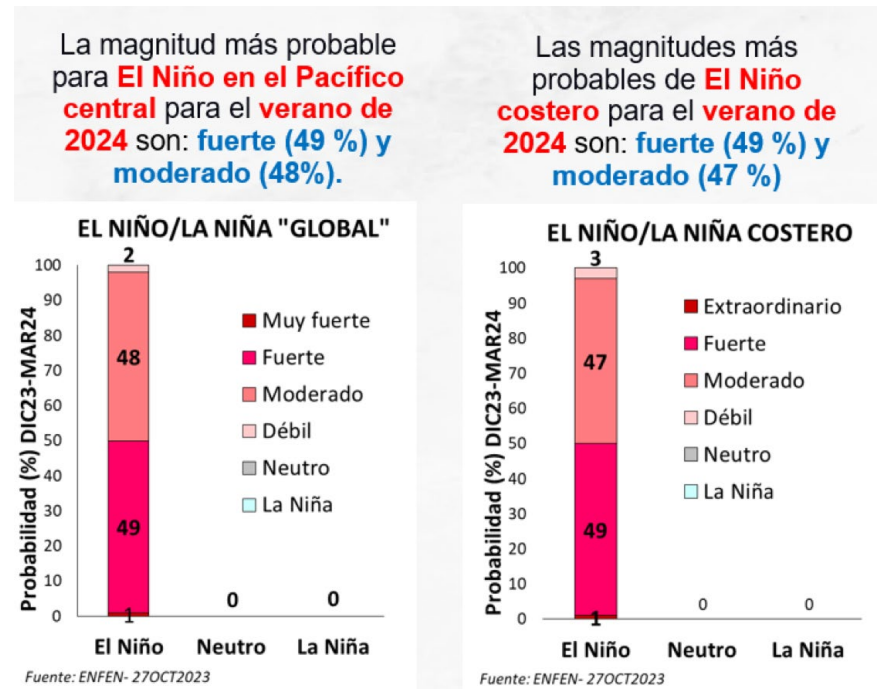 La magnitud más probable
para El Niño en el Pacífico
central para el verano de
2024 son: fuerte (49 %) y
moderado (48%).
EL NIÑO/LA NIÑA "GLOBAL"
Probabilidad (%) DIC23-MAR24
100
90
80
70
60
50
40
30
20
10
0
2
48
49
1
0
0
Muy fuerte
Fuerte
Moderado
Débil
Neutro
La Niña
El Niño Neutro La Niña
Fuente: ENFEN- 27OCT2023
Las magnitudes más
probables de El Niño
costero para el verano de
2024 son: fuerte (49 %) y
moderado (47 %)
EL NIÑO/LA NIÑA COSTERO
Probabilidad (%) DIC23-MAR24
100
90
80
70
60
50
40
30
20
10
0
3
47
49
1
0
0
Extraordinario
Fuerte
Moderado
Débil
Neutro
La Niña
El Niño Neutro La Niña
Fuente: ENFEN- 27OCT2023